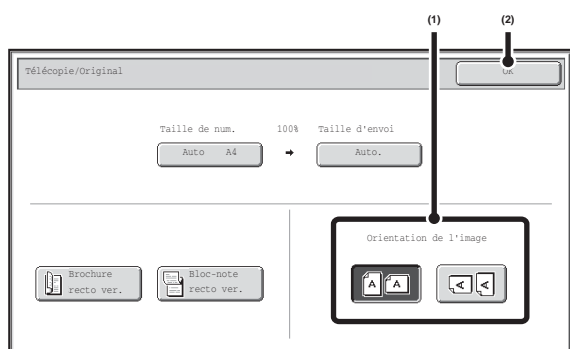 (1) (2)
Télécopie/Original
OK
Taille de num. 100% Taille d'envoi
Auto A4 ➞ Auto.
Orientation de l'image
Brochure
recto ver.
Bloc-note
recto ver.
A A A A